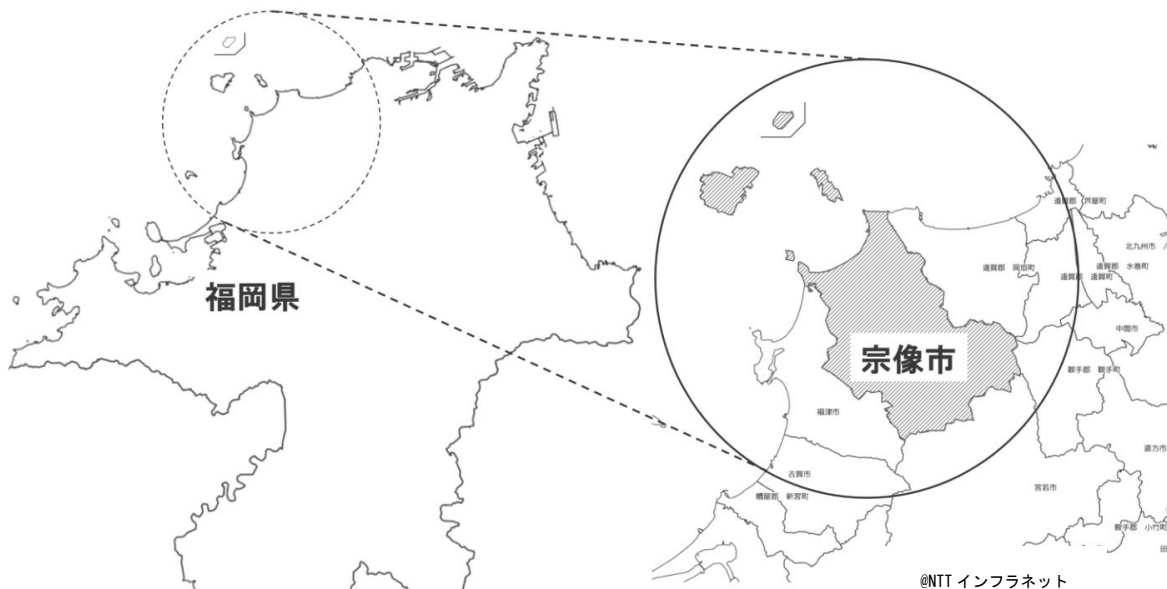 福岡県
宗像市
遠賀郡 芦屋町
北九州市
遠賀郡 岡垣町
遠賀郡 水巻町
遠賀郡 遠賀町
中間市
鞍手郡 鞍手町
福津市
直方市
古賀市
宮若市
糟屋郡 新宮町
鞍手郡 小竹町
田
@NTT インフラネット